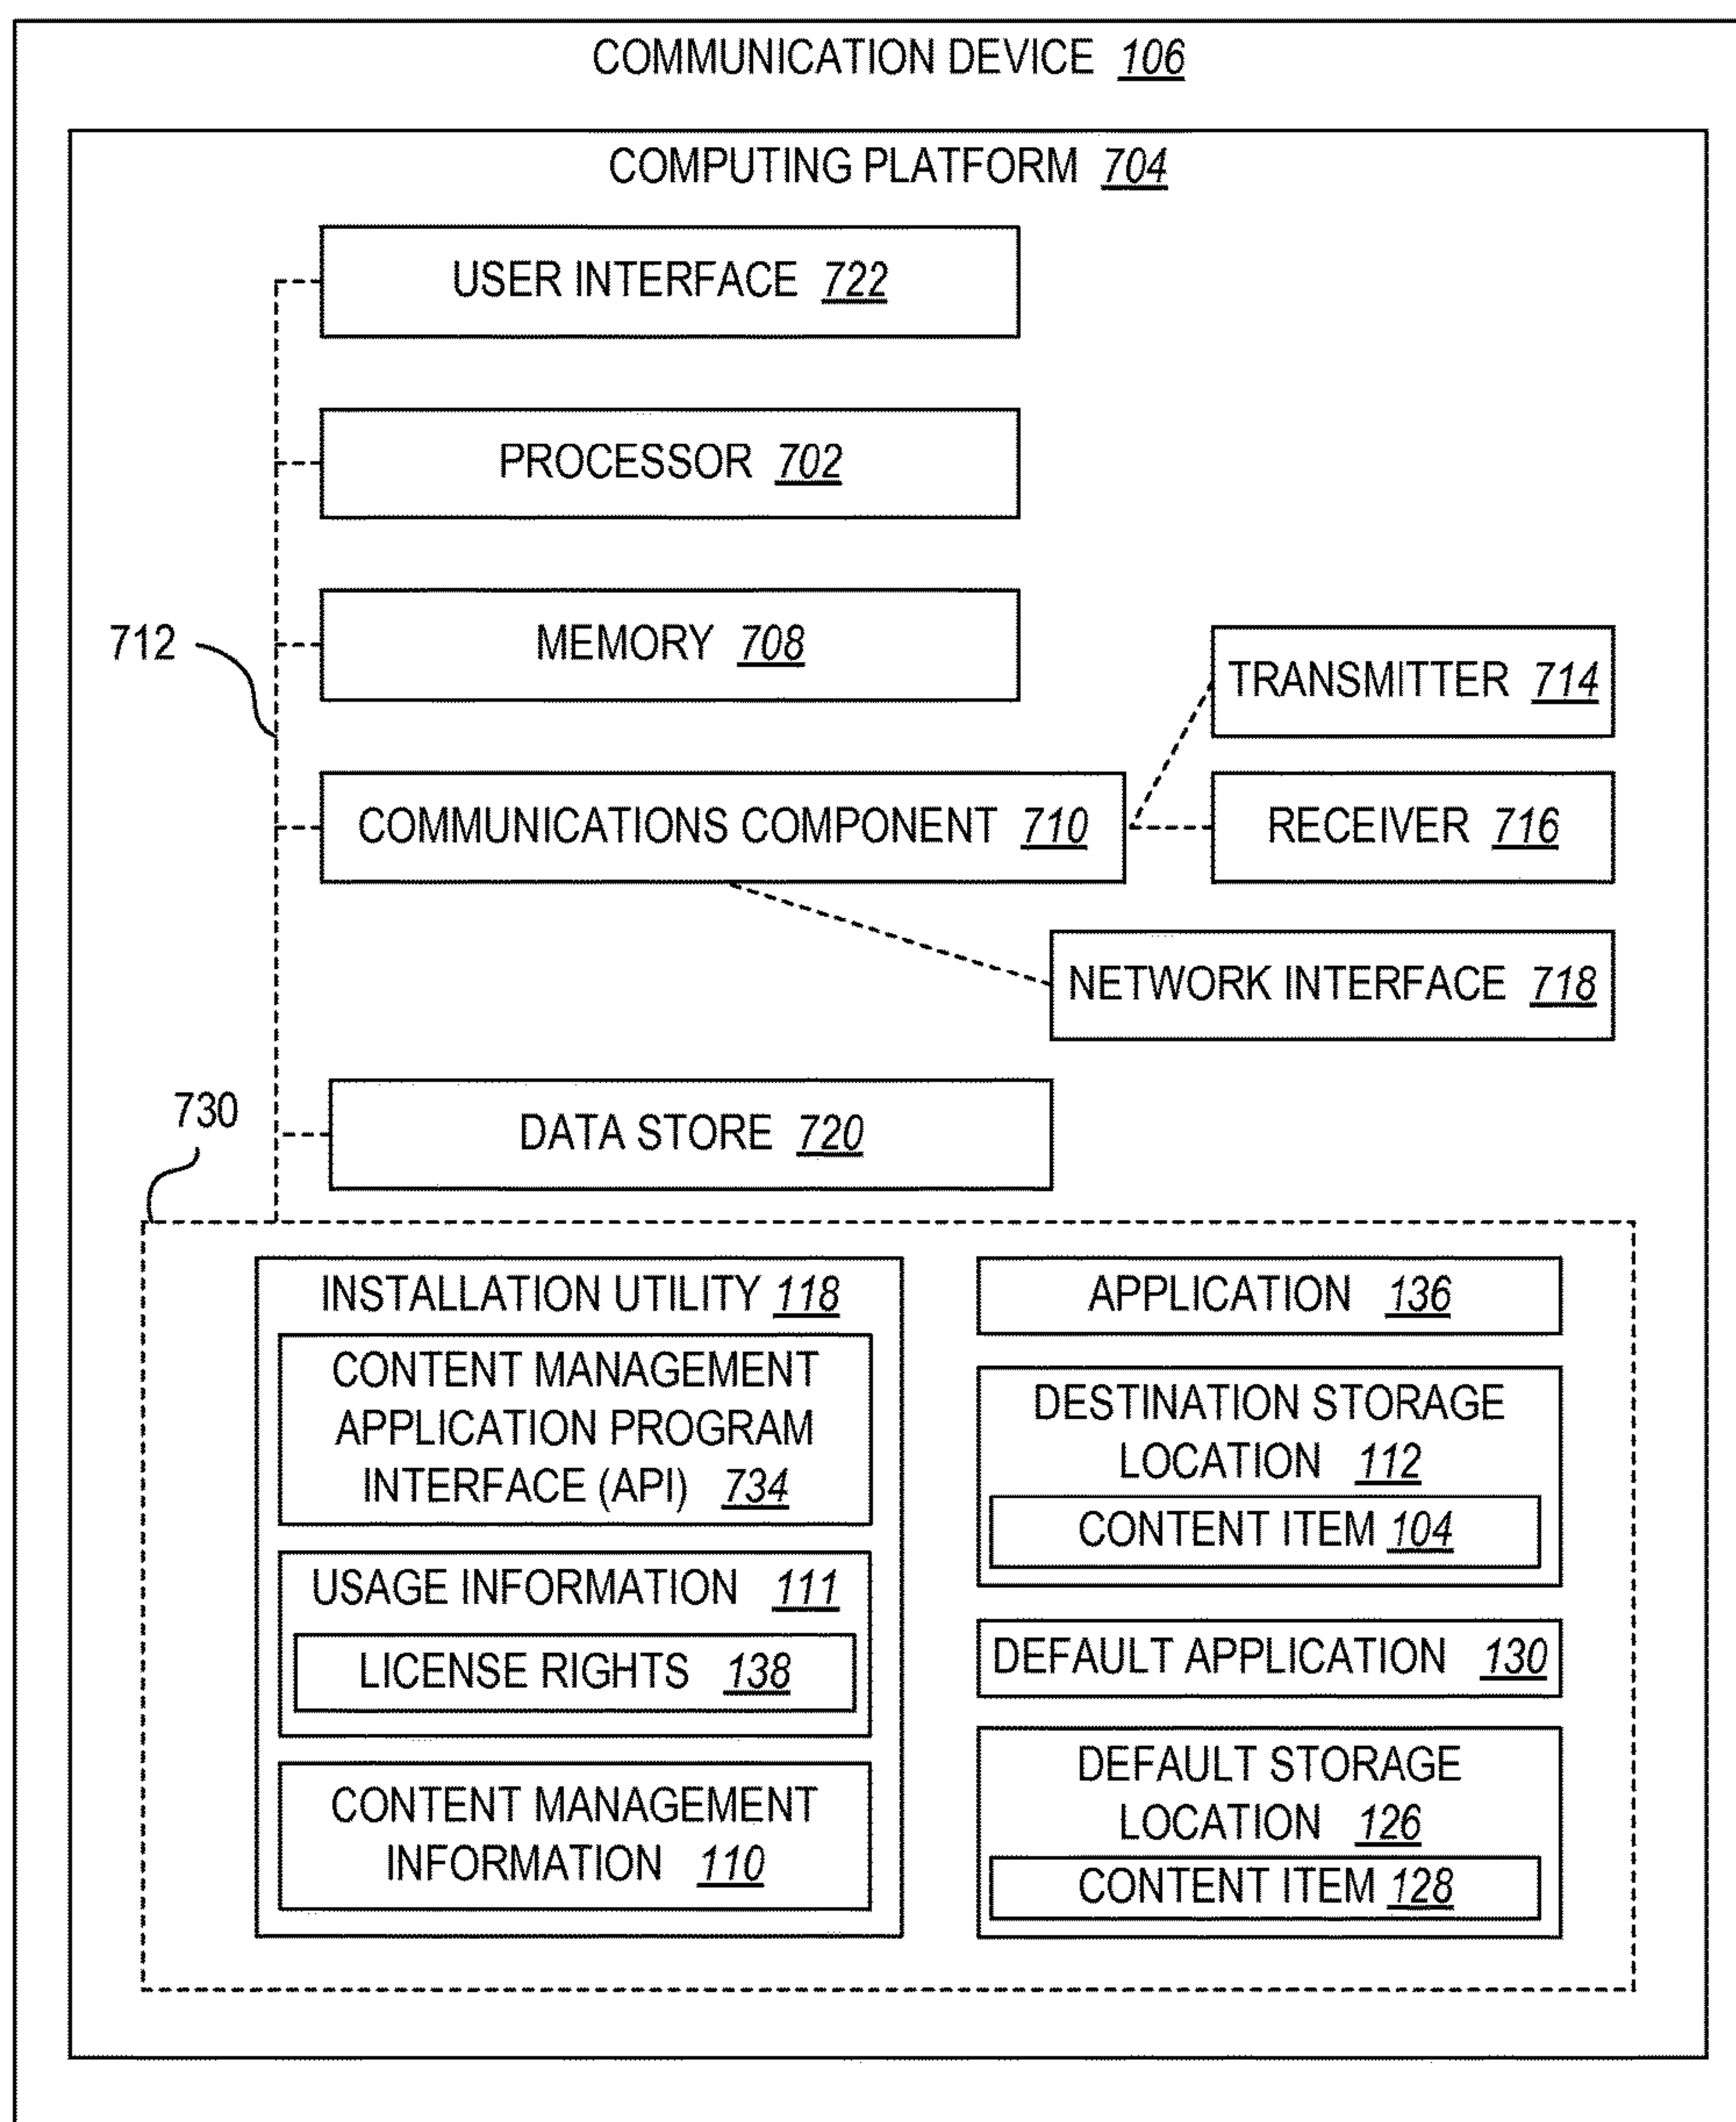 COMMUNICATION DEVICE 106
COMPUTING PLATFORM 704
USER INTERFACE 722
PROCESSOR 702
712
MEMORY 708
TRANSMITTER 714
COMMUNICATIONS COMPONENT 710
RECEIVER 716
NETWORK INTERFACE 718
730
DATA STORE 720
INSTALLATION UTILITY 118
CONTENT MANAGEMENT
APPLICATION PROGRAM
INTERFACE (API) 734
USAGE INFORMATION 111
LICENSE RIGHTS 138
CONTENT MANAGEMENT
INFORMATION 110
APPLICATION 136
DESTINATION STORAGE
LOCATION 112
CONTENT ITEM 104
DEFAULT APPLICATION 130
DEFAULT STORAGE
LOCATION 126
CONTENT ITEM 128